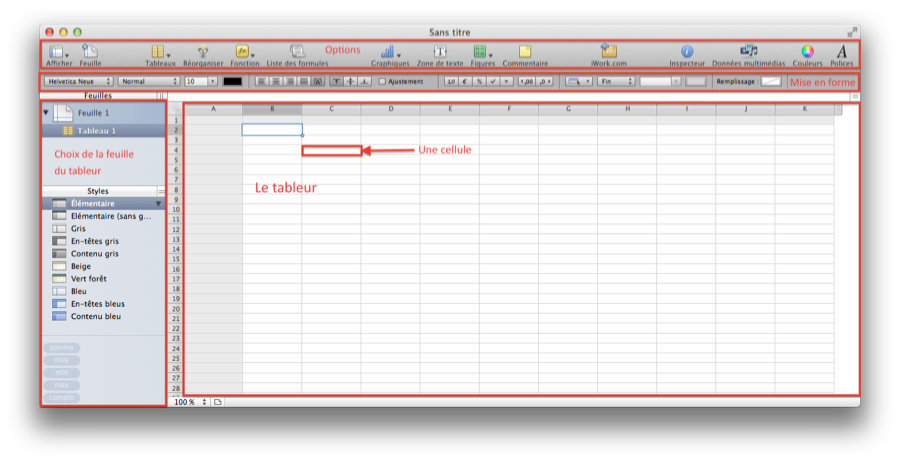 Sans titre
Afficher Feuille Tableaux Réorganiser Fonction Liste des formules Options Graphiques Zone de texte Figures Commentaire iWork.com Inspecteur Données multimédias Couleurs Polices
Helvetica Neue Normal 10 Ajustement Fin Remplissage : Mise en forme
Feuilles
Feuille 1
Tableau 1
Choix de la feuille
du tableur
Styles
Élémentaire
Elémentaire (sans g...
Gris
En-têtes gris
Contenu gris
Beige
Vert forêt
Bleu
En-têtes bleus
Contenu bleu
somme
moy
min
max
compte
A B C D E F G H I J K
1
2
3
4
Une cellule
5
6
7
8
Le tableur
9
10
11
12
13
14
15
16
17
18
19
20
21
22
23
24
25
26
27
28
100 %